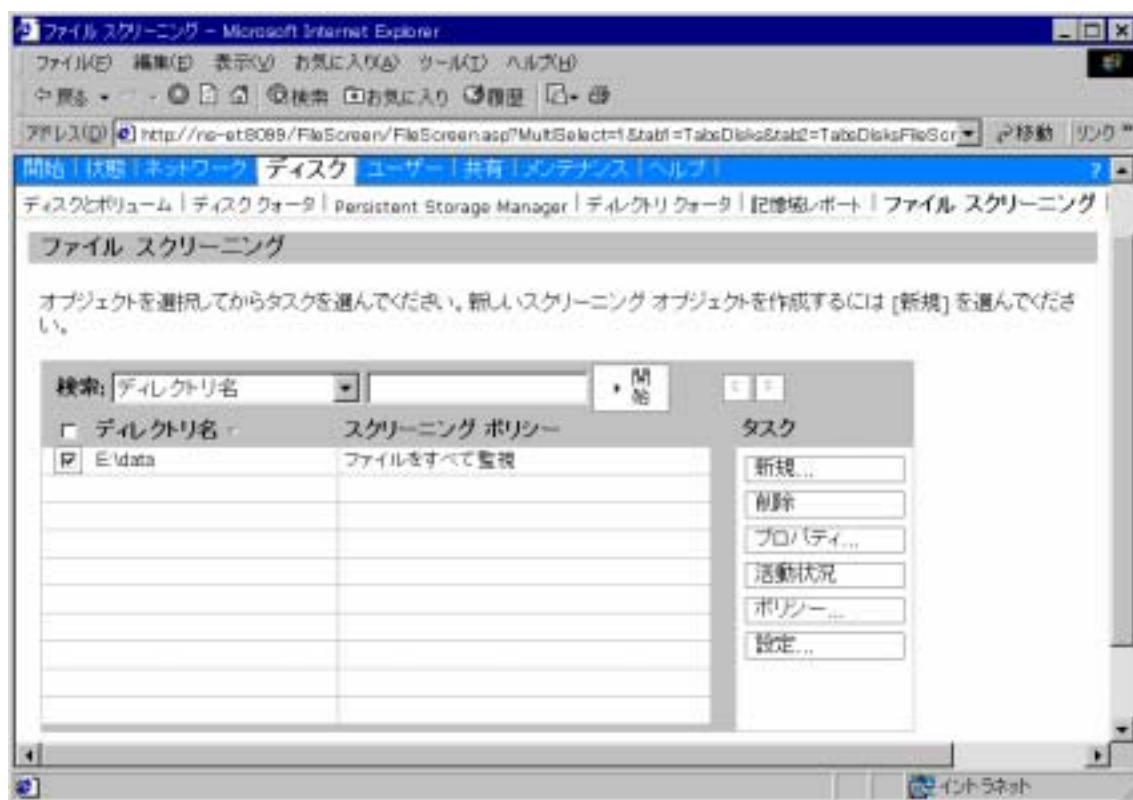 ファイル スクリーニング - Microsoft Internet Explorer
ファイル(F) 編集(E) 表示(V) お気に入り(A) ツール(T) ヘルプ(H)
戻る 検索 お気に入り 履歴
アドレス(D) http://ns-et:8099/FileScreen/FileScreen.asp?MultiSelect=1&tab1=TabsDisks&tab2=TabsDisksFileScr 移動 リンク »
開始 | 状態 | ネットワーク | ディスク | ユーザー | 共有 | メンテナンス | ヘルプ | ?
ディスクとボリューム | ディスク クォータ | Persistent Storage Manager | ディレクトリ クォータ | 記憶域レポート | ファイル スクリーニング |
ファイル スクリーニング
オブジェクトを選択してからタスクを選んでください。新しいスクリーニング オブジェクトを作成するには [新規] を選んでくださ
い。
検索: ディレクトリ名 開始
ディレクトリ名 スクリーニング ポリシー タスク
E:\data ファイルをすべて監視
新規...
削除
プロパティ...
活動状況
ポリシー...
設定...
イントラネット